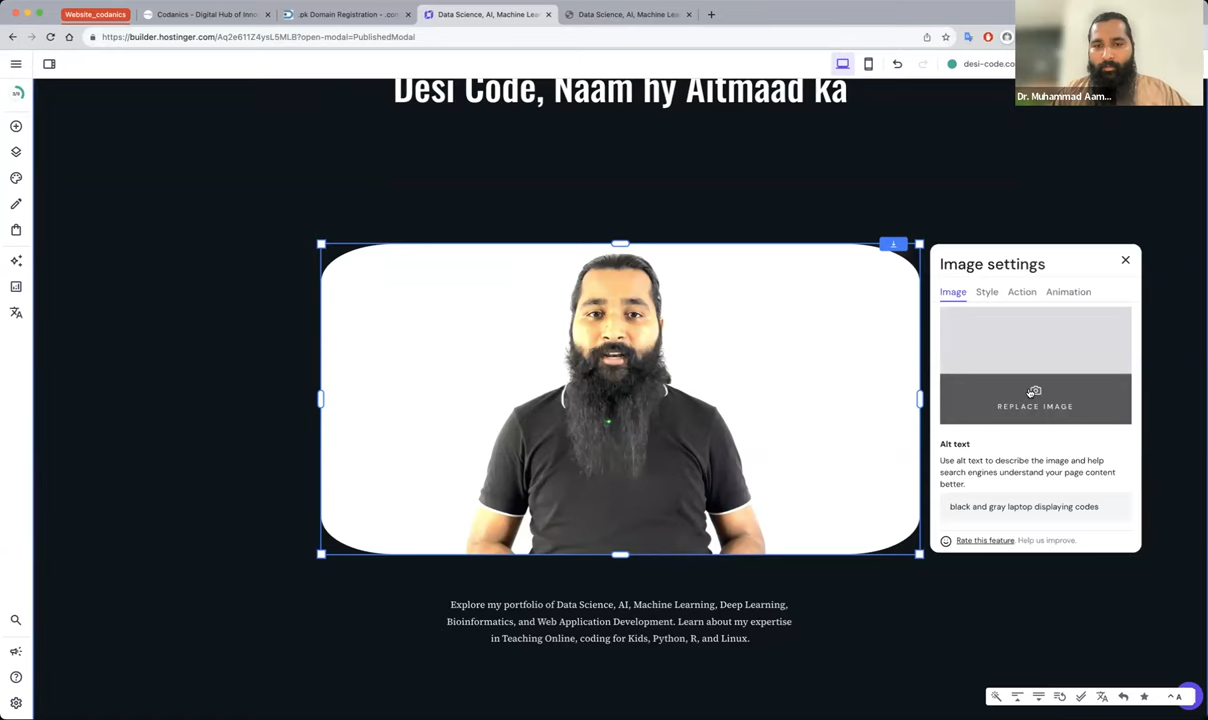 Website_codanics
Codanics - Digital Hub of Inno
.pk Domain Registration - .con
Data Science, AI, Machine Lea
Data Science, AI, Machine Lea
https://builder.hostinger.com/Aq2e611Z4ysL5MLB?open-modal=PublishedModal
desi-code.co
Dr. Muhammad Aam...
Desi Code, Naam hy Aitmaad ka
Image settings
Image Style Action Animation
REPLACE IMAGE
Alt text
Use alt text to describe the image and help
search engines understand your page content
better.
black and gray laptop displaying codes
Rate this feature. Help us improve.
Explore my portfolio of Data Science, AI, Machine Learning, Deep Learning,
Bioinformatics, and Web Application Development. Learn about my expertise
in Teaching Online, coding for Kids, Python, R, and Linux.
A